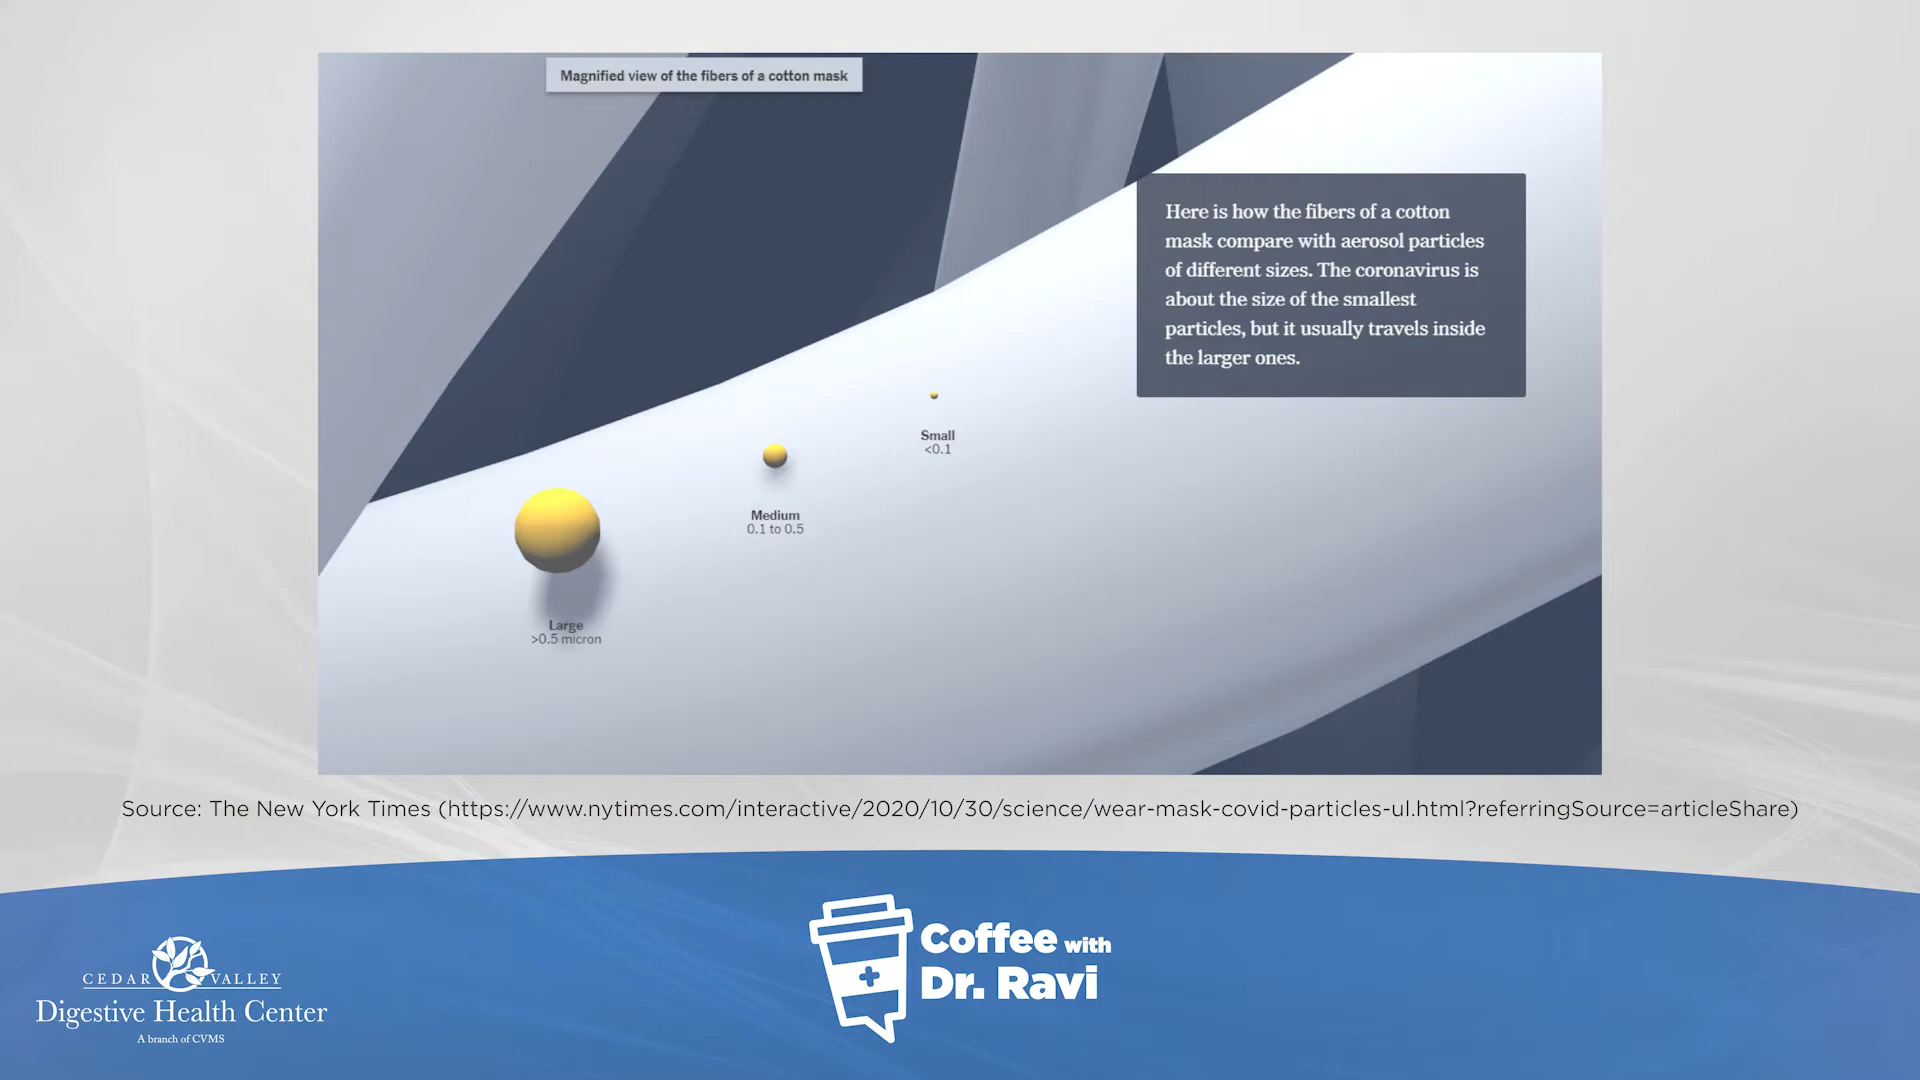 Magnified view of the fibers of a cotton mask
Here is how the fibers of a cotton
mask compare with aerosol particles
of different sizes. The coronavirus is
about the size of the smallest
particles, but it usually travels inside
the larger ones.
Small
<0.1
Medium
0.1 to 0.5
Large
>0.5 micron
Source: The New York Times (https://www.nytimes.com/interactive/2020/10/30/science/wear-mask-covid-particles-ul.html?referringSource=articleShare)
CEDAR VALLEY
Digestive Health Center
A branch of CVMS
Coffee with
Dr. Ravi